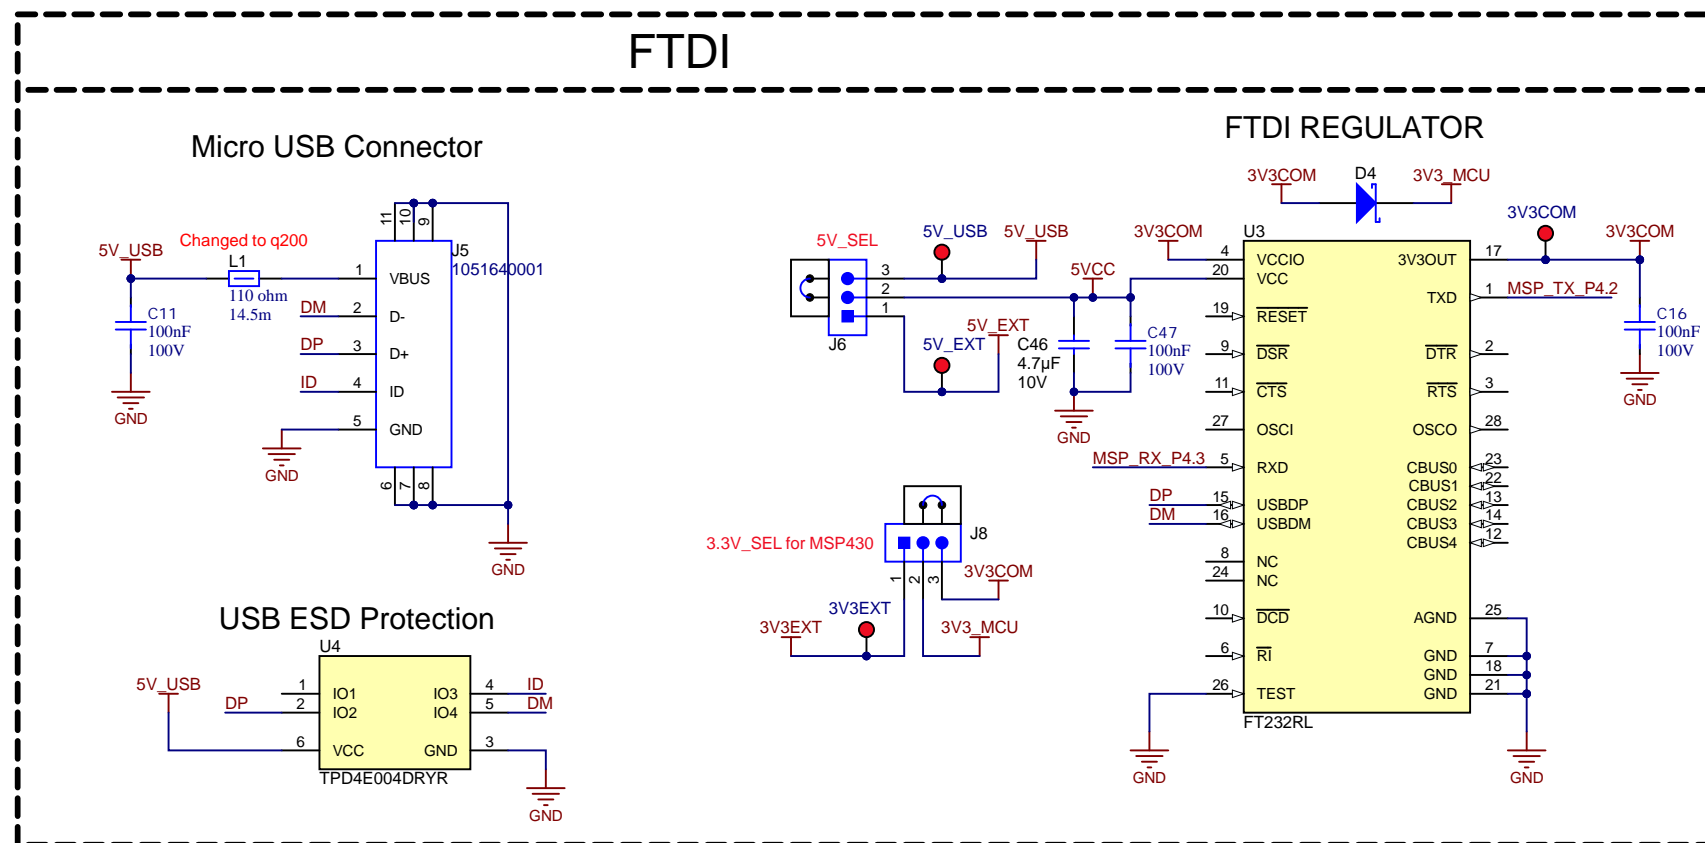 FTDI
Micro USB Connector
5V_USB
Changed to q200
L1
110 ohm
14.5m
C11
100nF
100V
GND
DM
DP
ID
GND
11
10
9
J5
1051640001
1 VBUS
2 D-
3 D+
4 ID
5 GND
6
7
8
GND
USB ESD Protection
U4
5V_USB
DP
1 IO1
2 IO2
6 VCC
IO3 4 ID
IO4 5 DM
GND 3
TPD4E004DRYR
GND
5V_SEL
5V_USB
5V_USB
3
2
1
J6
5V_EXT
5V_EXT
5VCC
C46
4.7µF
10V
C47
100nF
100V
GND
3.3V_SEL for MSP430
J8
1
2
3
3V3COM
3V3EXT
3V3EXT
3V3_MCU
FTDI REGULATOR
3V3COM
D4
3V3_MCU
3V3COM
U3
4 VCCIO
20 VCC
19 RESET
9 DSR
11 CTS
27 OSCI
MSP_RX_P4.3 5 RXD
DP 15 USBDP
DM 16 USBDM
8 NC
24 NC
10 DCD
6 RI
26 TEST
FT232RL
GND
3V3COM
3V3COM
3V3OUT 17
TXD 1 MSP_TX_P4.2
DTR 2
RTS 3
OSCO 28
CBUS0 23
CBUS1 22
CBUS2 13
CBUS3 14
CBUS4 12
AGND 25
GND 7
GND 18
GND 21
GND
C16
100nF
100V
GND